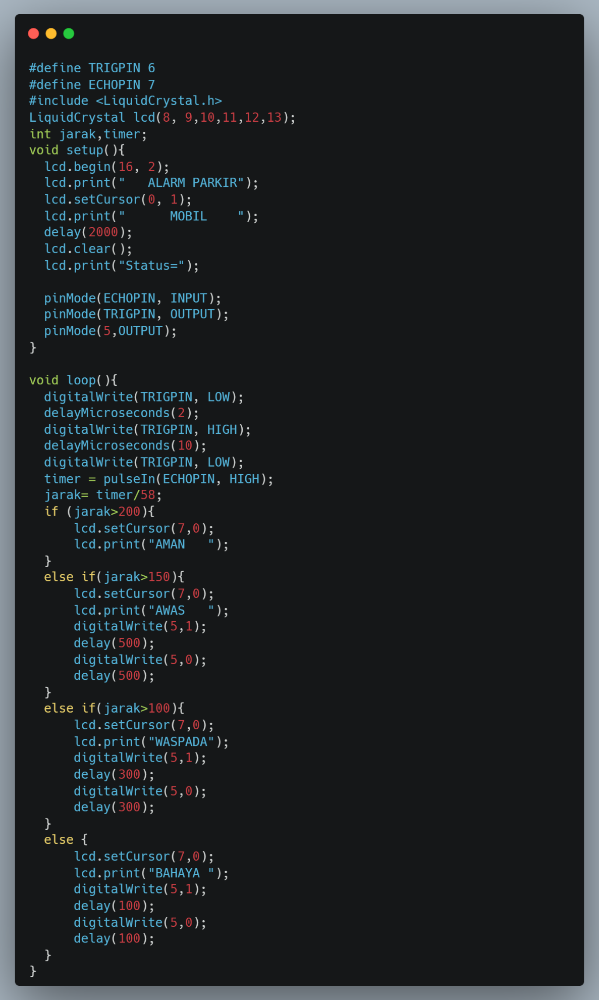 #define TRIGPIN 6
#define ECHOPIN 7
#include <LiquidCrystal.h>
LiquidCrystal lcd(8, 9,10,11,12,13);
int jarak,timer;
void setup(){
  lcd.begin(16, 2);
  lcd.print("   ALARM PARKIR");
  lcd.setCursor(0, 1);
  lcd.print("      MOBIL    ");
  delay(2000);
  lcd.clear();
  lcd.print("Status=");

  pinMode(ECHOPIN, INPUT);
  pinMode(TRIGPIN, OUTPUT);
  pinMode(5,OUTPUT);
}

void loop(){
  digitalWrite(TRIGPIN, LOW);
  delayMicroseconds(2);
  digitalWrite(TRIGPIN, HIGH);
  delayMicroseconds(10);
  digitalWrite(TRIGPIN, LOW);
  timer = pulseIn(ECHOPIN, HIGH);
  jarak= timer/58;
  if (jarak>200){
      lcd.setCursor(7,0);
      lcd.print("AMAN   ");
  }
  else if(jarak>150){
      lcd.setCursor(7,0);
      lcd.print("AWAS   ");
      digitalWrite(5,1);
      delay(500);
      digitalWrite(5,0);
      delay(500);
  }
  else if(jarak>100){
      lcd.setCursor(7,0);
      lcd.print("WASPADA");
      digitalWrite(5,1);
      delay(300);
      digitalWrite(5,0);
      delay(300);
  }
  else {
      lcd.setCursor(7,0);
      lcd.print("BAHAYA ");
      digitalWrite(5,1);
      delay(100);
      digitalWrite(5,0);
      delay(100);
  }
}